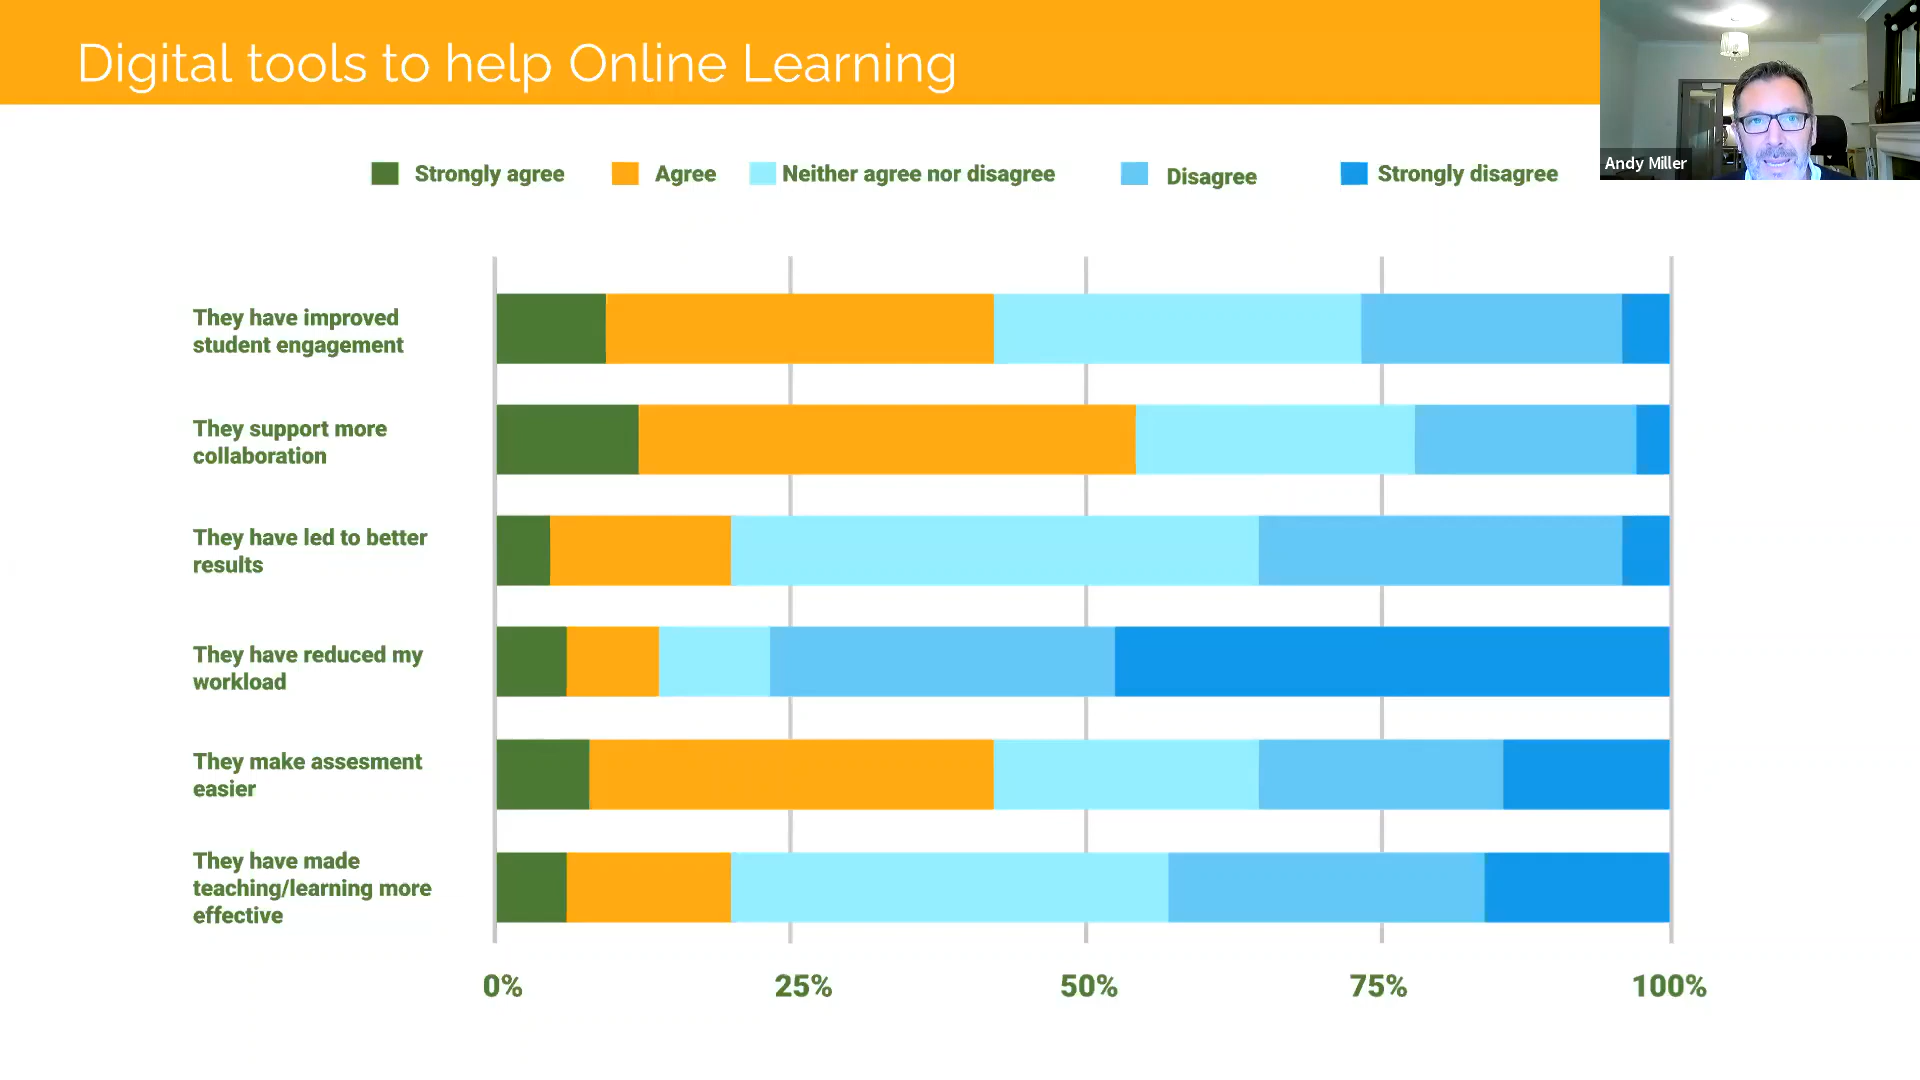 Digital tools to help Online Learning
Andy Miller
Strongly agree
Agree
Neither agree nor disagree
Disagree
Strongly disagree
They have improved
student engagement
They support more
collaboration
They have led to better
results
They have reduced my
workload
They make assesment
easier
They have made
teaching/learning more
effective
0%
25%
50%
75%
100%